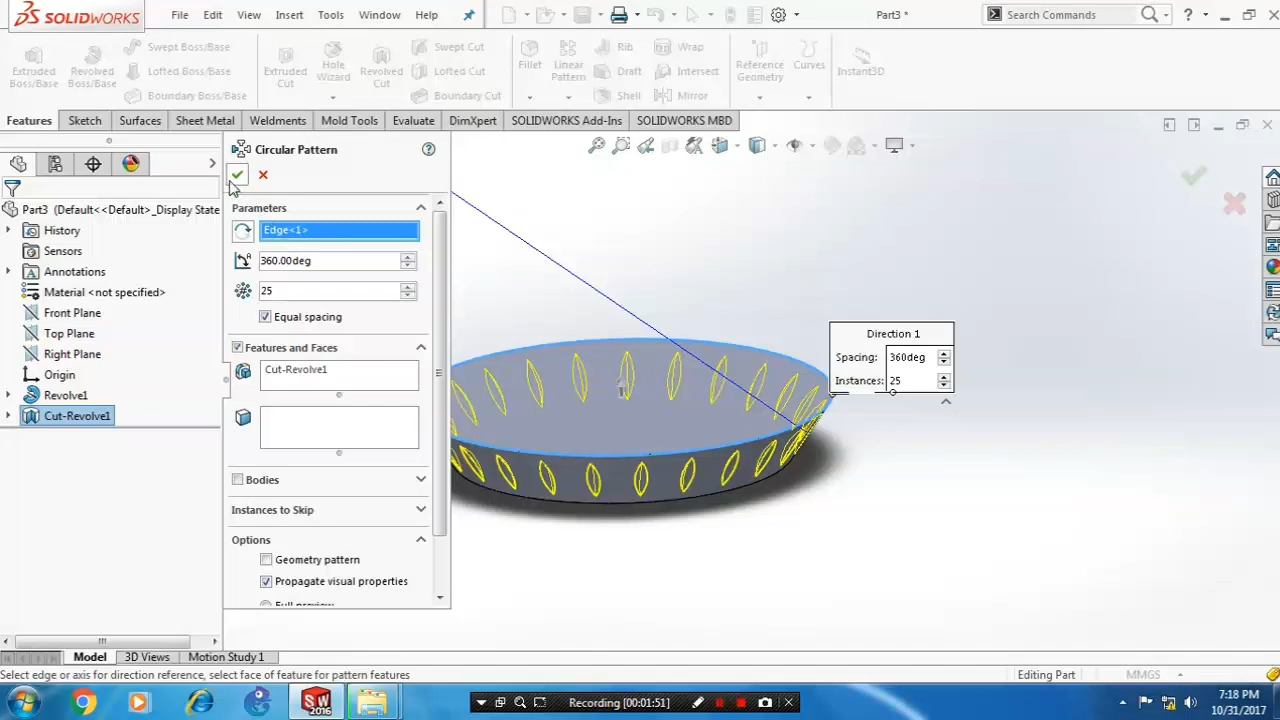 SOLIDWORKS File Edit View Insert Tools Window Help Part3 * Search Commands
Extruded Boss/Base
Revolved Boss/Base
Swept Boss/Base
Lofted Boss/Base
Boundary Boss/Base
Extruded Cut
Hole Wizard
Revolved Cut
Swept Cut
Lofted Cut
Boundary Cut
Fillet
Linear Pattern
Rib
Draft
Shell
Wrap
Intersect
Mirror
Reference Geometry
Curves
Instant3D
Features Sketch Surfaces Sheet Metal Weldments Mold Tools Evaluate DimXpert SOLIDWORKS Add-Ins SOLIDWORKS MBD
Part3 (Default<<Default>_Display State
History
Sensors
Annotations
Material <not specified>
Front Plane
Top Plane
Right Plane
Origin
Revolve1
Cut-Revolve1
Circular Pattern
Parameters
Edge<1>
360.00deg
25
Equal spacing
Features and Faces
Cut-Revolve1
Bodies
Instances to Skip
Options
Geometry pattern
Propagate visual properties
Full preview
Direction 1
Spacing: 360deg
Instances: 25
Model 3D Views Motion Study 1
Select edge or axis for direction reference, select face of feature for pattern features Editing Part MMGS
SW 2016
Recording [00:01:51]
7:18 PM
10/31/2017